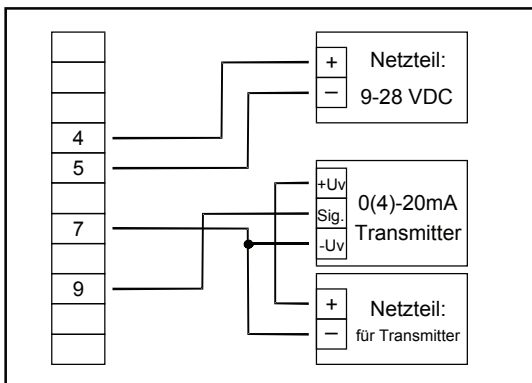 4
5
7
9
+
−
Netzteil:
9-28 VDC
+Uv
Sig.
-Uv
0(4)-20mA
Transmitter
+
−
Netzteil:
für Transmitter